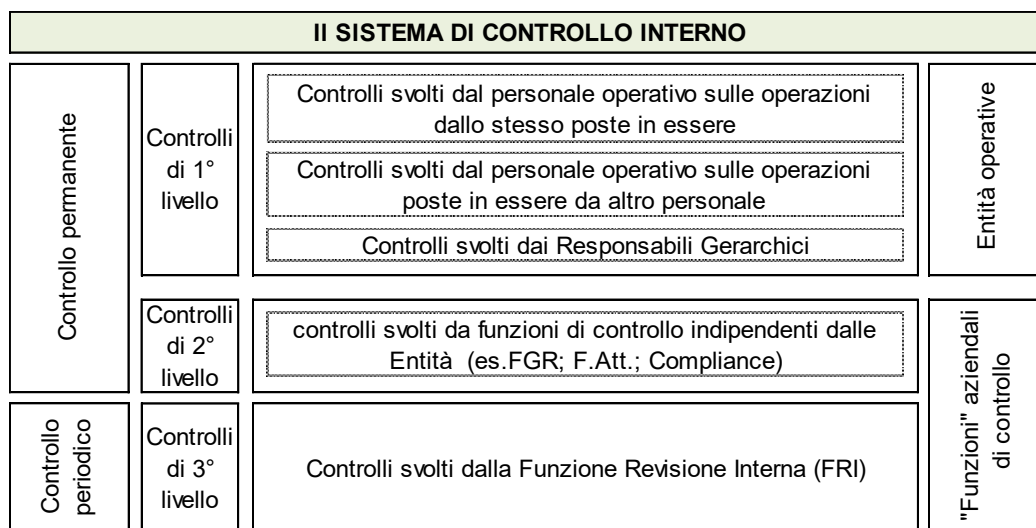 Il SISTEMA DI CONTROLLO INTERNO
Controllo permanente
Controlli
di 1°
livello
Controlli svolti dal personale operativo sulle operazioni
dallo stesso poste in essere
Controlli svolti dal personale operativo sulle operazioni
poste in essere da altro personale
Controlli svolti dai Responsabili Gerarchici
Entità operative
Controlli
di 2°
livello
controlli svolti da funzioni di controllo indipendenti dalle
Entità (es.FGR; F.Att.; Compliance)
"Funzioni" aziendali
di controllo
Controllo
periodico
Controlli
di 3°
livello
Controlli svolti dalla Funzione Revisione Interna (FRI)